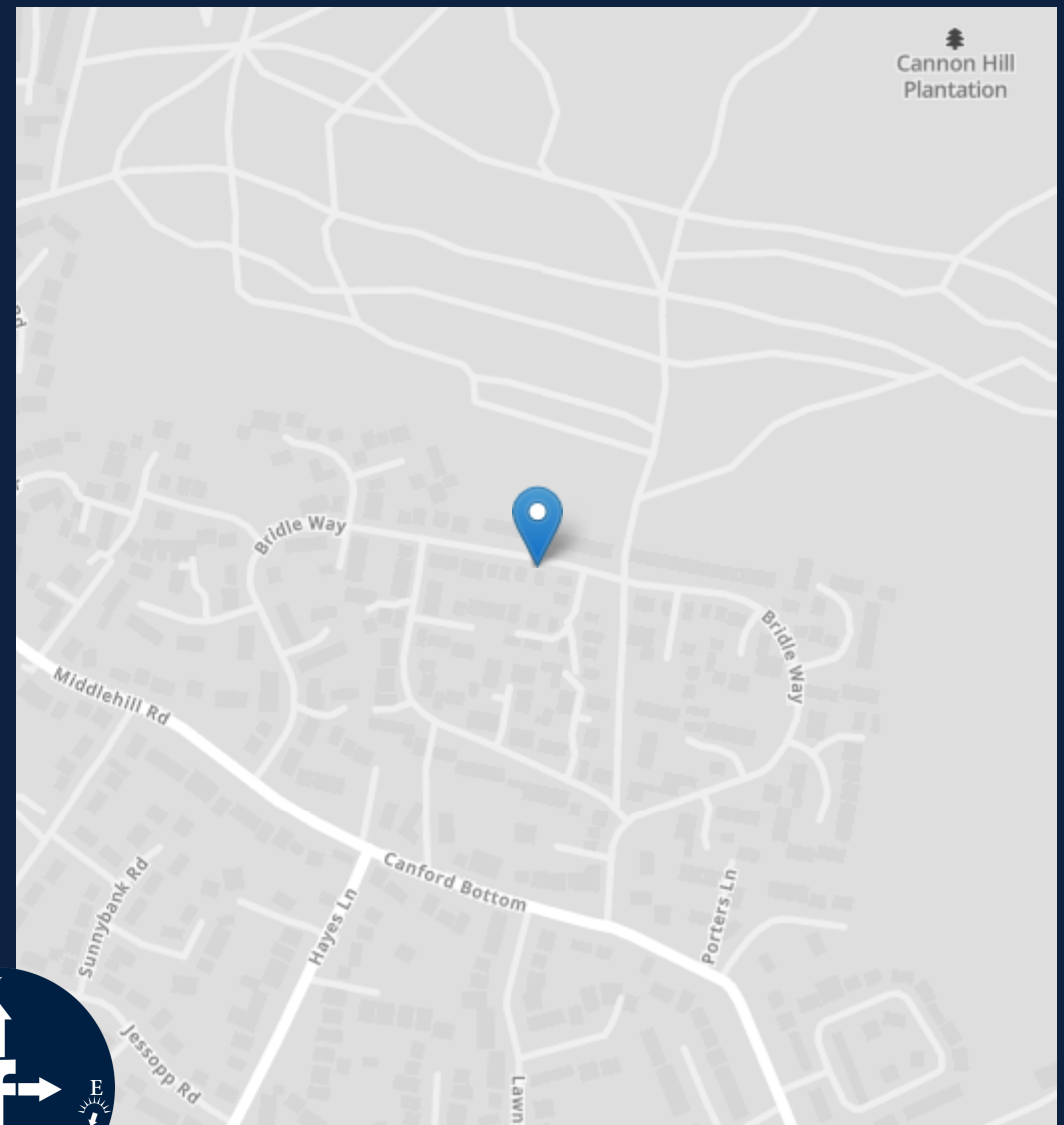 Cannon Hill
Plantation
Rd
Bridle Way
Bridle Way
Middlehill Rd
Canford Bottom
Sunnybank Rd
Hayes Ln
Porters Ln
Jessopp Rd
E
Lawn